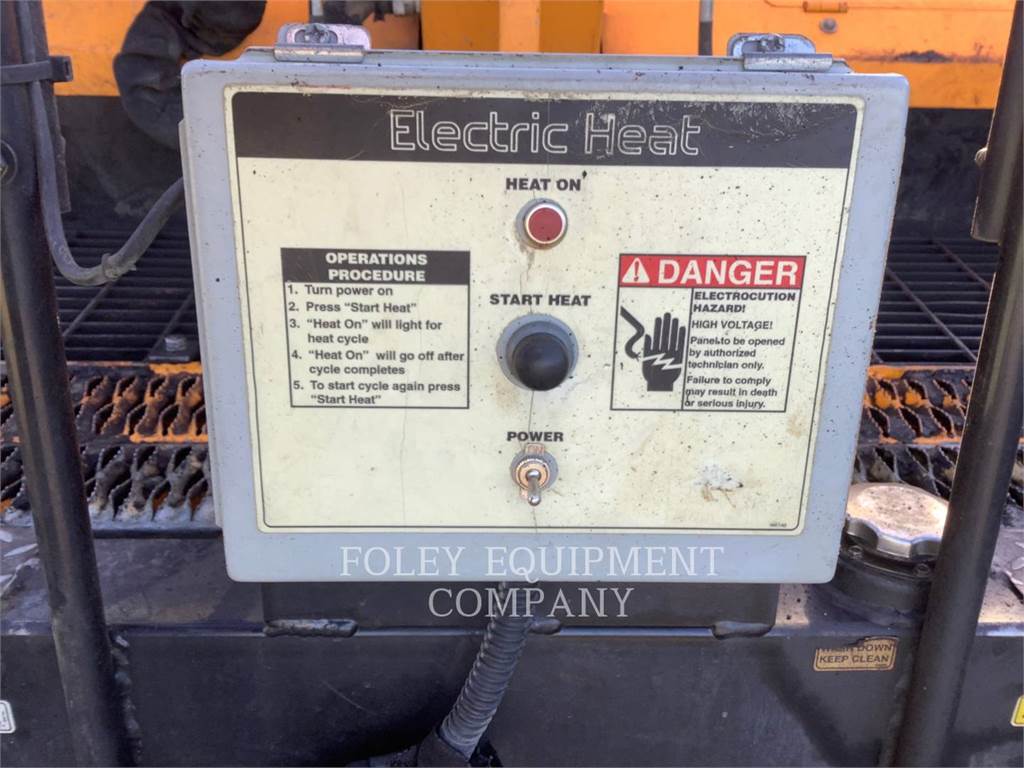 Electric Heat
HEAT ON
OPERATIONS
PROCEDURE
1. Turn power on
2. Press "Start Heat"
3. "Heat On" will light for
heat cycle
4. "Heat On" will go off after
cycle completes
5. To start cycle again press
"Start Heat"
START HEAT
POWER
ON
DANGER
ELECTROCUTION
HAZARD!
HIGH VOLTAGE!
Panel to be opened
by authorized
technician only.
Failure to comply
may result in death
or serious injury.
FOLEY EQUIPMENT
COMPANY
DOWN
KEEP CLEAN